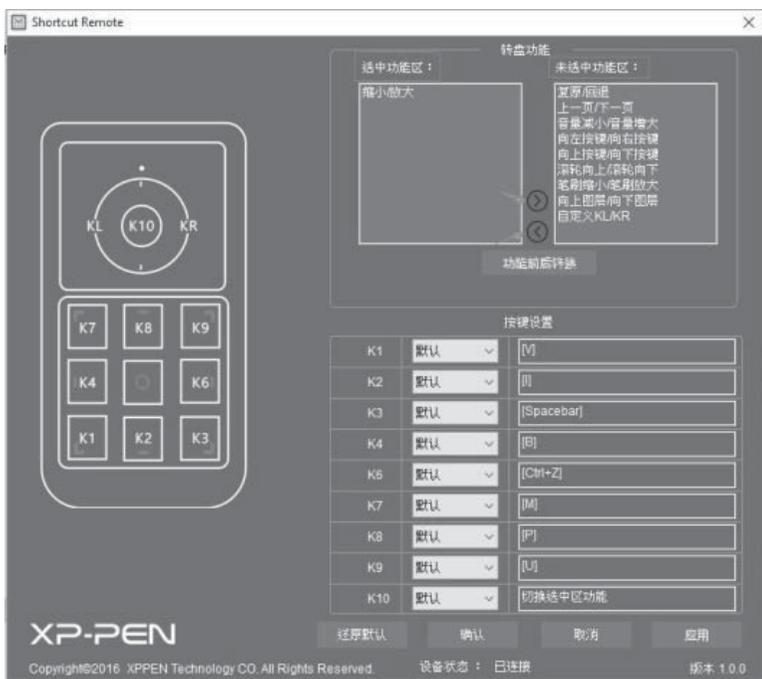 Shortcut Remote
转盘功能
选中功能区：
未选中功能区：
缩小/放大
复原/回退
上一页/下一页
音量减小/音量增大
向左按键/向右按键
向上按键/向下按键
滚轮向上/滚轮向下
笔刷缩小/笔刷放大
向上图层/向下图层
自定义KL/KR
功能前后转换
KL K10 KR
K7 K8 K9
K4 K6
K1 K2 K3
按键设置
K1 默认 [V]
K2 默认 [I]
K3 默认 [Spacebar]
K4 默认 [B]
K6 默认 [Ctrl+Z]
K7 默认 [M]
K8 默认 [P]
K9 默认 [U]
K10 默认 切换选中区功能
XP-PEN
还原默认 确认 取消 应用
Copyright©2016 XPPEN Technology CO. All Rights Reserved. 设备状态： 已连接 版本 1.0.0